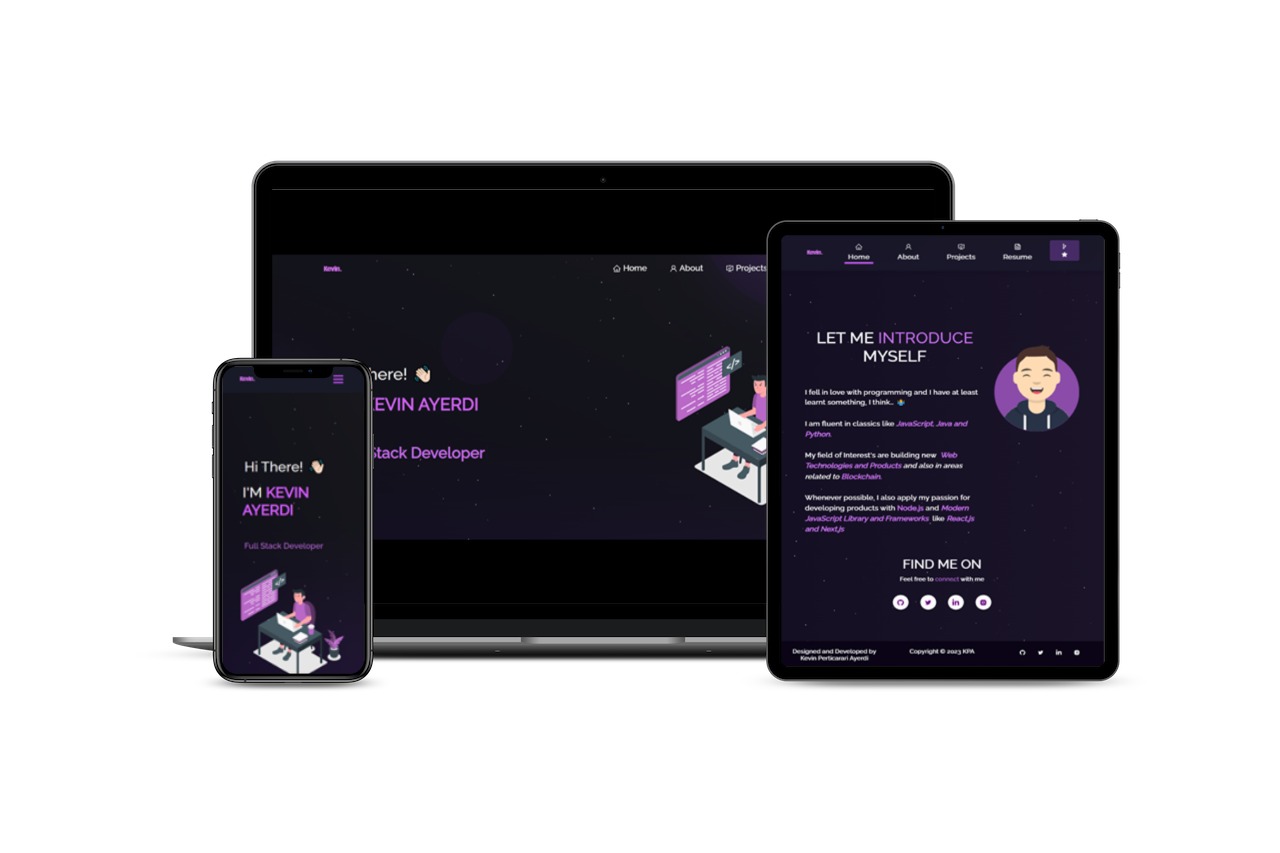 Kevin.
Home
About
Projects
here!
KEVIN AYERDI
Stack Developer
Kevin.
Hi There!
I'M KEVIN
AYERDI
Full Stack Developer
Kevin.
Home
About
Projects
Resume
LET ME INTRODUCE
MYSELF
I fell in love with programming and I have at least
learnt something, I think…
I am fluent in classics like JavaScript, Java and
Python.
My field of Interest's are building new Web
Technologies and Products and also in areas
related to Blockchain.
Whenever possible, I also apply my passion for
developing products with Node.js and Modern
JavaScript Library and Frameworks like React.js
and Next.js
FIND ME ON
Feel free to connect with me
Designed and Developed by
Kevin Perticarari Ayerdi
Copyright © 2023 KPA